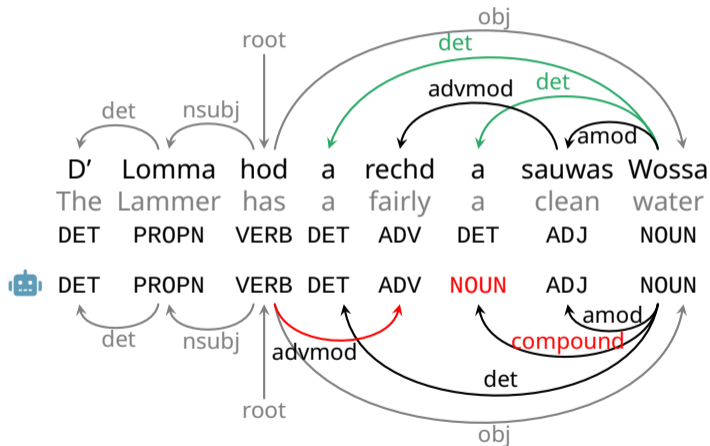 obj
det
root
det
advmod
det
nsubj
amod
D’ Lomma hod a rechd a sauwas Wossa
The Lammer has a fairly a clean water
DET PROPN VERB DET ADV DET ADJ NOUN
DET PROPN VERB DET ADV NOUN ADJ NOUN
amod
det nsubj compound
advmod
det
root
obj